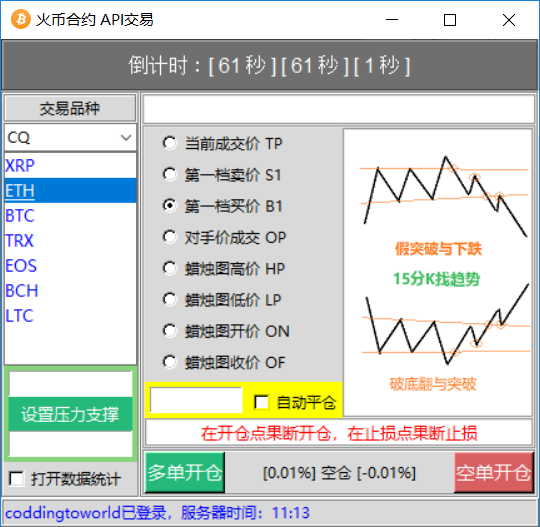 火币合约 API交易
倒计时：[ 61 秒 ] [ 61 秒 ] [ 1 秒 ]
交易品种
CQ
XRP
ETH
BTC
TRX
EOS
BCH
LTC
设置压力支撑
打开数据统计
当前成交价 TP
第一档卖价 S1
第一档买价 B1
对手价成交 OP
蜡烛图高价 HP
蜡烛图低价 LP
蜡烛图开价 ON
蜡烛图收价 OF
自动平仓
假突破与下跌
15分K找趋势
破底翻与突破
在开仓点果断开仓，在止损点果断止损
多单开仓
[0.01%] 空仓 [-0.01%]
空单开仓
coddingtoworld已登录，服务器时间：11:13